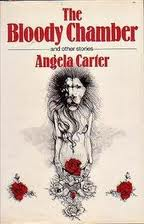 The
Bloody Chamber
and other stories
Angela Carter